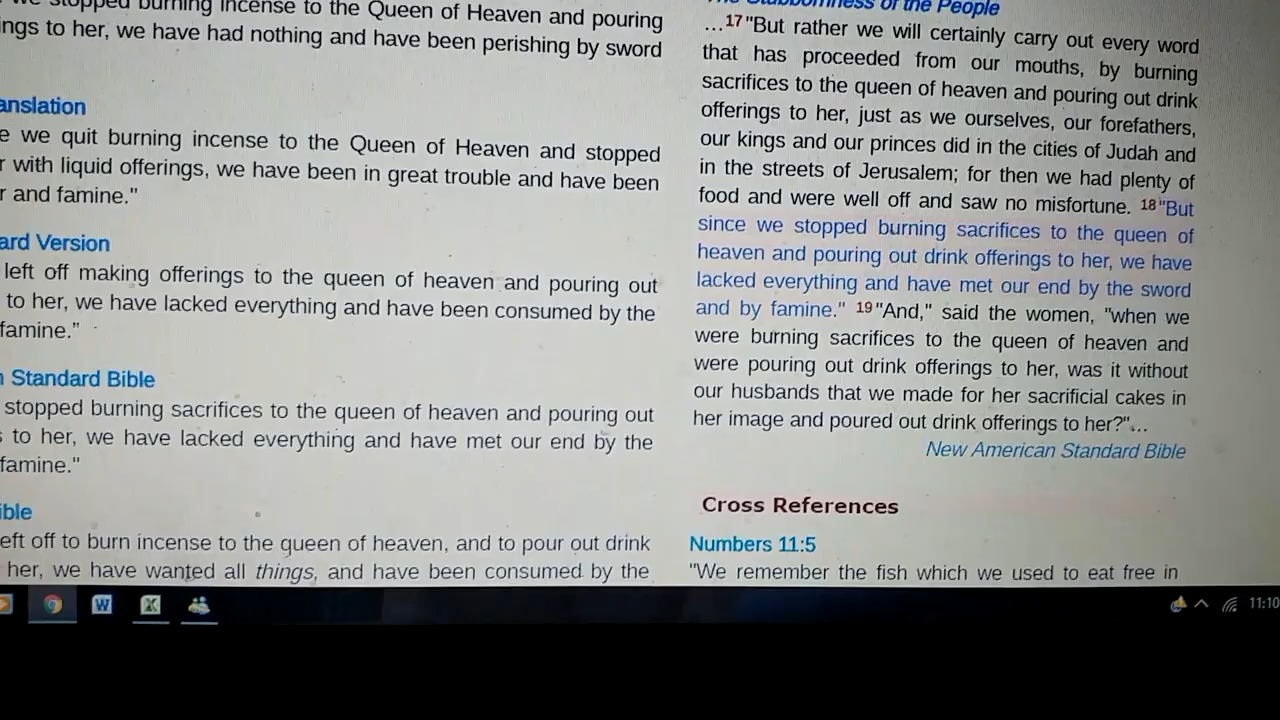 stopped burning incense to the Queen of Heaven and pouring
ings to her, we have had nothing and have been perishing by sword
anslation
e we quit burning incense to the Queen of Heaven and stopped
r with liquid offerings, we have been in great trouble and have been
r and famine."
ard Version
left off making offerings to the queen of heaven and pouring out
to her, we have lacked everything and have been consumed by the
famine."
n Standard Bible
stopped burning sacrifices to the queen of heaven and pouring out
s to her, we have lacked everything and have met our end by the
famine."
ible
eft off to burn incense to the queen of heaven, and to pour out drink
her, we have wanted all things, and have been consumed by the
The Stubbornness of the People
...17"But rather we will certainly carry out every word
that has proceeded from our mouths, by burning
sacrifices to the queen of heaven and pouring out drink
offerings to her, just as we ourselves, our forefathers,
our kings and our princes did in the cities of Judah and
in the streets of Jerusalem; for then we had plenty of
food and were well off and saw no misfortune. 18"But
since we stopped burning sacrifices to the queen of
heaven and pouring out drink offerings to her, we have
lacked everything and have met our end by the sword
and by famine." 19"And," said the women, "when we
were burning sacrifices to the queen of heaven and
were pouring out drink offerings to her, was it without
our husbands that we made for her sacrificial cakes in
her image and poured out drink offerings to her?"...
New American Standard Bible
Cross References
Numbers 11:5
"We remember the fish which we used to eat free in
11:10